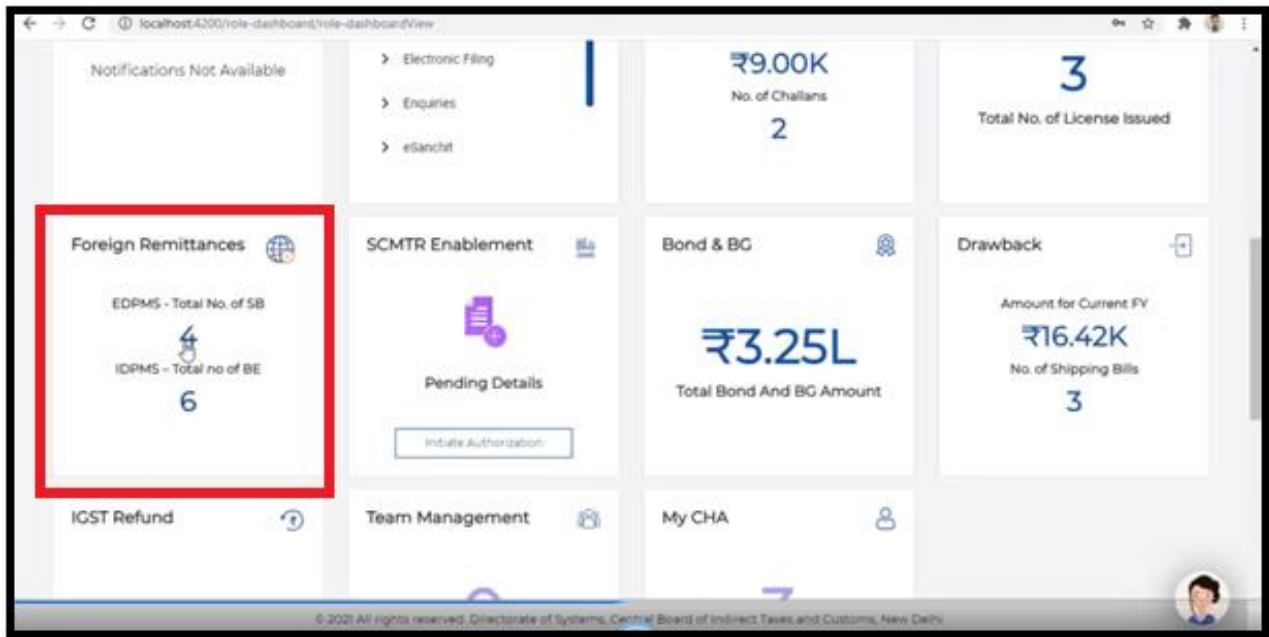 localhost:4200/role-dashboard/role-dashboardView
Notifications Not Available
Electronic Filing
Enquiries
eSanchit
₹9.00K
No. of Challans
2
3
Total No. of License Issued
Foreign Remittances
EDPMS - Total No. of SB
4
IDPMS - Total no of BE
6
SCMTR Enablement
Pending Details
Initiate Authorization
Bond & BG
₹3.25L
Total Bond And BG Amount
Drawback
Amount for Current FY
₹16.42K
No. of Shipping Bills
3
IGST Refund
Team Management
My CHA
© 2021 All rights reserved. Directorate of Systems, Central Board of Indirect Taxes and Customs, New Delhi